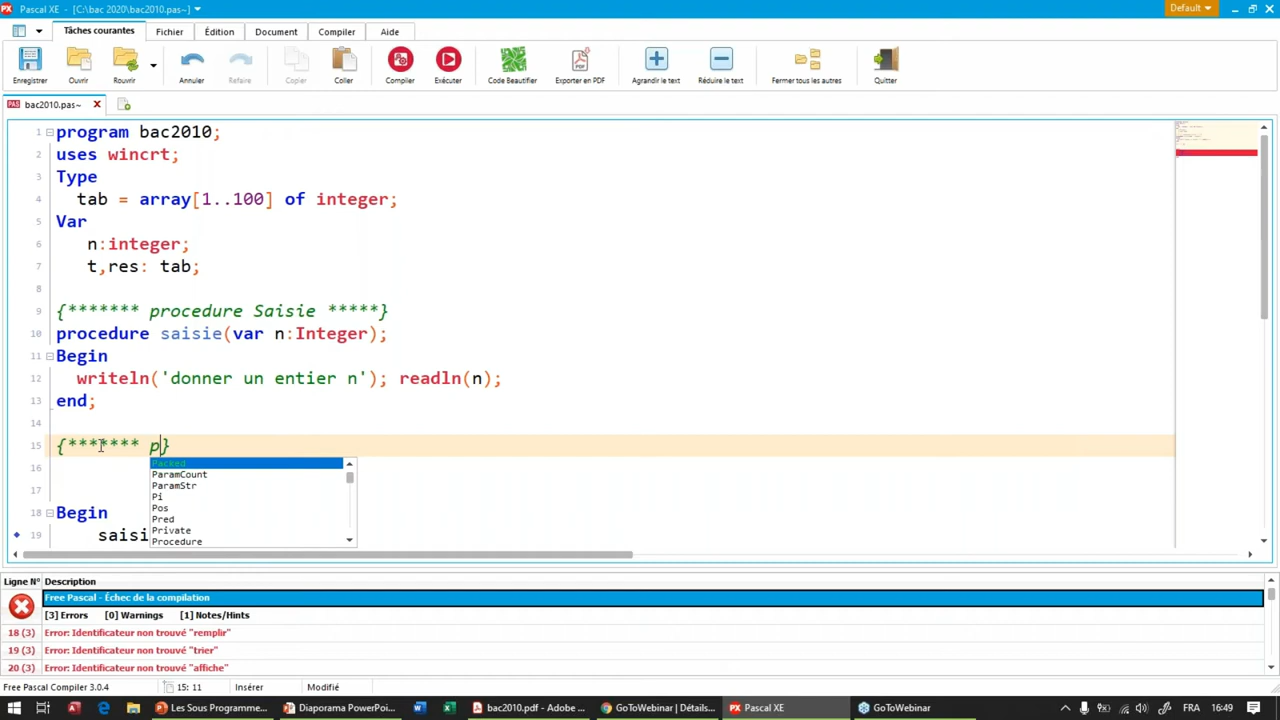 Pascal XE - [C:\bac 2020\bac2010.pas~]
Default
Tâches courantes Fichier Édition Document Compiler Aide
Enregistrer Ouvrir Rouvrir Annuler Refaire Copier Coller Compiler Exécuter Code Beautifier Exporter en PDF Agrandir le text Réduire le text Fermer tous les autres Quitter
PAS bac2010.pas~
1 program bac2010;
2 uses wincrt;
3 Type
4 tab = array[1..100] of integer;
5 Var
6 n:integer;
7 t,res: tab;
8
9 {******* procedure Saisie *****}
10 procedure saisie(var n:Integer);
11 Begin
12 writeln('donner un entier n'); readln(n);
13 end;
14
15 {******* p}
16
17
18 Begin
19 saisi
Packed
ParamCount
ParamStr
Pi
Pos
Pred
Private
Procedure
Ligne N° Description
Free Pascal - Échec de la compilation
[3] Errors [0] Warnings [1] Notes/Hints
18 (3) Error: Identificateur non trouvé "remplir"
19 (3) Error: Identificateur non trouvé "trier"
20 (3) Error: Identificateur non trouvé "affiche"
Free Pascal Compiler 3.0.4 15: 11 Insérer Modifié
Les Sous Programme... Diaporama PowerPoi... bac2010.pdf - Adobe ... GoToWebinar | Détails... Pascal XE GoToWebinar FRA 16:49